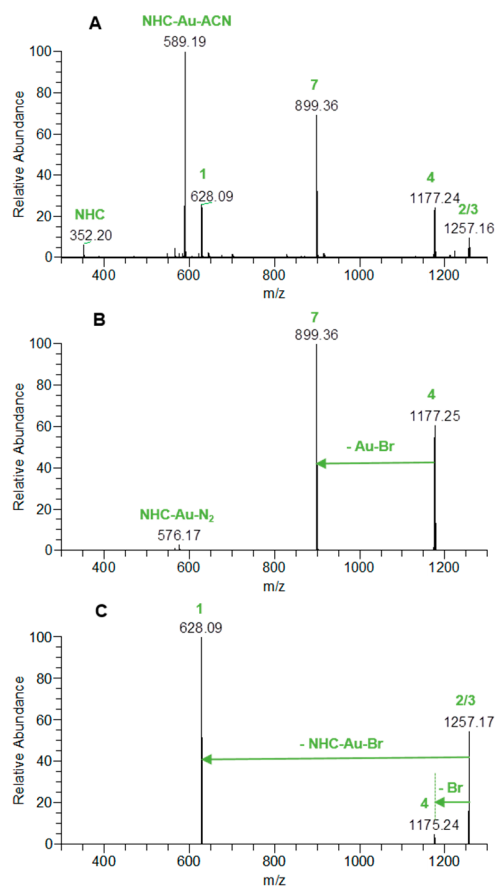 A
NHC-Au-ACN
589.19
7
899.36
1
628.09
4
1177.24
2/3
1257.16
NHC
352.20
Relative Abundance
100
80
60
40
20
0
400 600 800 1000 1200
m/z
B
7
899.36
4
1177.25
- Au-Br
NHC-Au-N₂
576.17
Relative Abundance
100
80
60
40
20
0
400 600 800 1000 1200
m/z
C
1
628.09
2/3
1257.17
- NHC-Au-Br
- Br
4
1175.24
Relative Abundance
100
80
60
40
20
0
400 600 800 1000 1200
m/z